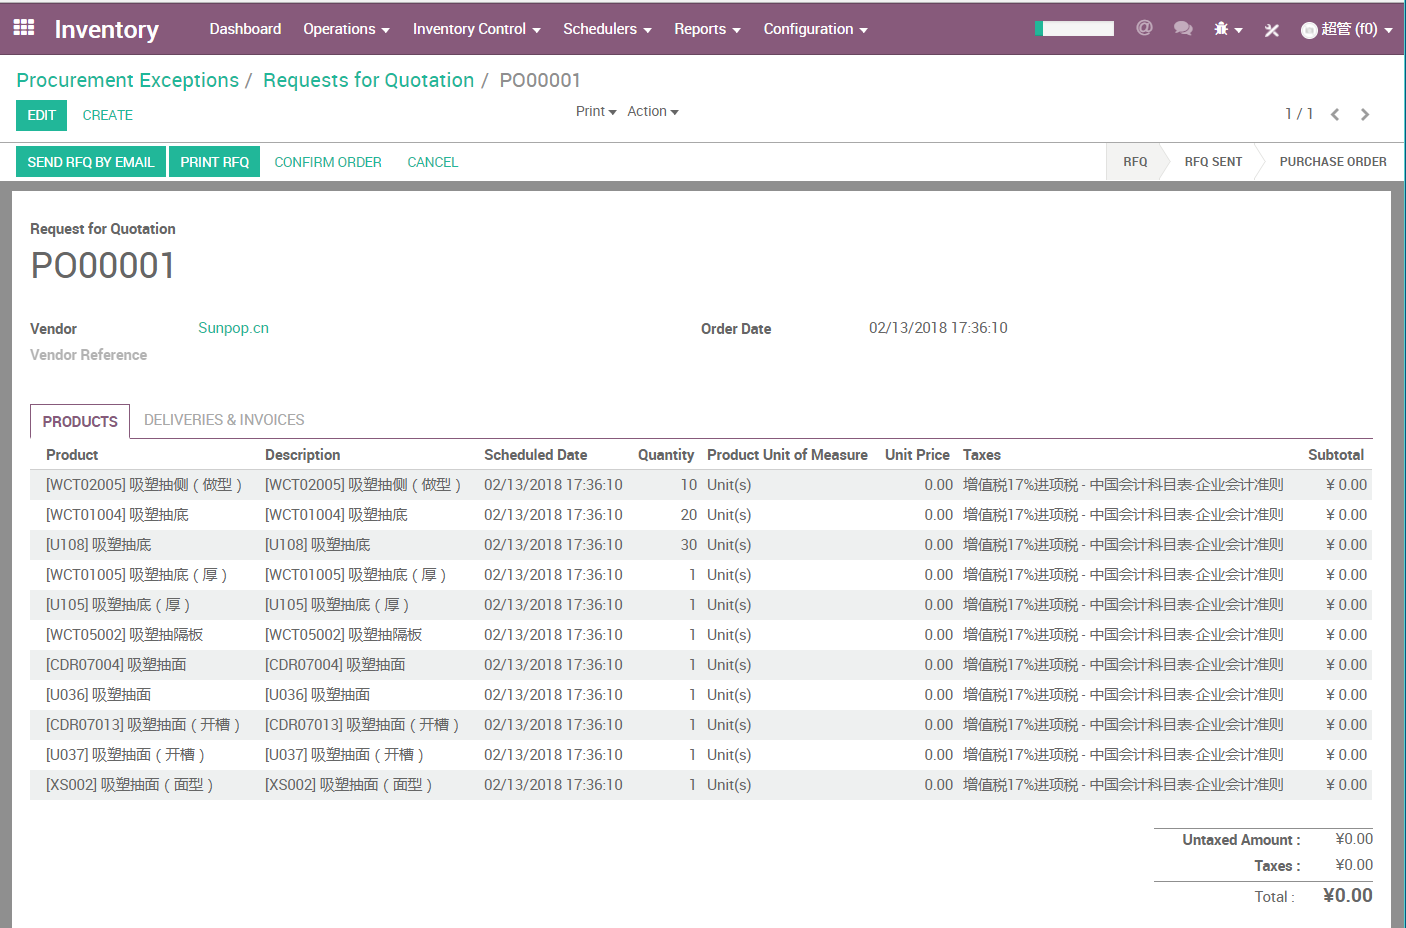 Inventory Dashboard Operations Inventory Control Schedulers Reports Configuration @ 超管 (f0)
Procurement Exceptions / Requests for Quotation / PO00001
EDIT CREATE Print Action 1 / 1
SEND RFQ BY EMAIL PRINT RFQ CONFIRM ORDER CANCEL RFQ RFQ SENT PURCHASE ORDER
Request for Quotation
PO00001
Vendor Sunpop.cn Order Date 02/13/2018 17:36:10
Vendor Reference
PRODUCTS DELIVERIES & INVOICES
Product Description Scheduled Date Quantity Product Unit of Measure Unit Price Taxes Subtotal
[WCT02005] 吸塑抽侧（做型） [WCT02005] 吸塑抽侧（做型） 02/13/2018 17:36:10 10 Unit(s) 0.00 增值税17%进项税 - 中国会计科目表-企业会计准则 ¥ 0.00
[WCT01004] 吸塑抽底 [WCT01004] 吸塑抽底 02/13/2018 17:36:10 20 Unit(s) 0.00 增值税17%进项税 - 中国会计科目表-企业会计准则 ¥ 0.00
[U108] 吸塑抽底 [U108] 吸塑抽底 02/13/2018 17:36:10 30 Unit(s) 0.00 增值税17%进项税 - 中国会计科目表-企业会计准则 ¥ 0.00
[WCT01005] 吸塑抽底（厚） [WCT01005] 吸塑抽底（厚） 02/13/2018 17:36:10 1 Unit(s) 0.00 增值税17%进项税 - 中国会计科目表-企业会计准则 ¥ 0.00
[U105] 吸塑抽底（厚） [U105] 吸塑抽底（厚） 02/13/2018 17:36:10 1 Unit(s) 0.00 增值税17%进项税 - 中国会计科目表-企业会计准则 ¥ 0.00
[WCT05002] 吸塑抽隔板 [WCT05002] 吸塑抽隔板 02/13/2018 17:36:10 1 Unit(s) 0.00 增值税17%进项税 - 中国会计科目表-企业会计准则 ¥ 0.00
[CDR07004] 吸塑抽面 [CDR07004] 吸塑抽面 02/13/2018 17:36:10 1 Unit(s) 0.00 增值税17%进项税 - 中国会计科目表-企业会计准则 ¥ 0.00
[U036] 吸塑抽面 [U036] 吸塑抽面 02/13/2018 17:36:10 1 Unit(s) 0.00 增值税17%进项税 - 中国会计科目表-企业会计准则 ¥ 0.00
[CDR07013] 吸塑抽面（开槽） [CDR07013] 吸塑抽面（开槽） 02/13/2018 17:36:10 1 Unit(s) 0.00 增值税17%进项税 - 中国会计科目表-企业会计准则 ¥ 0.00
[U037] 吸塑抽面（开槽） [U037] 吸塑抽面（开槽） 02/13/2018 17:36:10 1 Unit(s) 0.00 增值税17%进项税 - 中国会计科目表-企业会计准则 ¥ 0.00
[XS002] 吸塑抽面（面型） [XS002] 吸塑抽面（面型） 02/13/2018 17:36:10 1 Unit(s) 0.00 增值税17%进项税 - 中国会计科目表-企业会计准则 ¥ 0.00
Untaxed Amount : ¥0.00
Taxes : ¥0.00
Total : ¥0.00